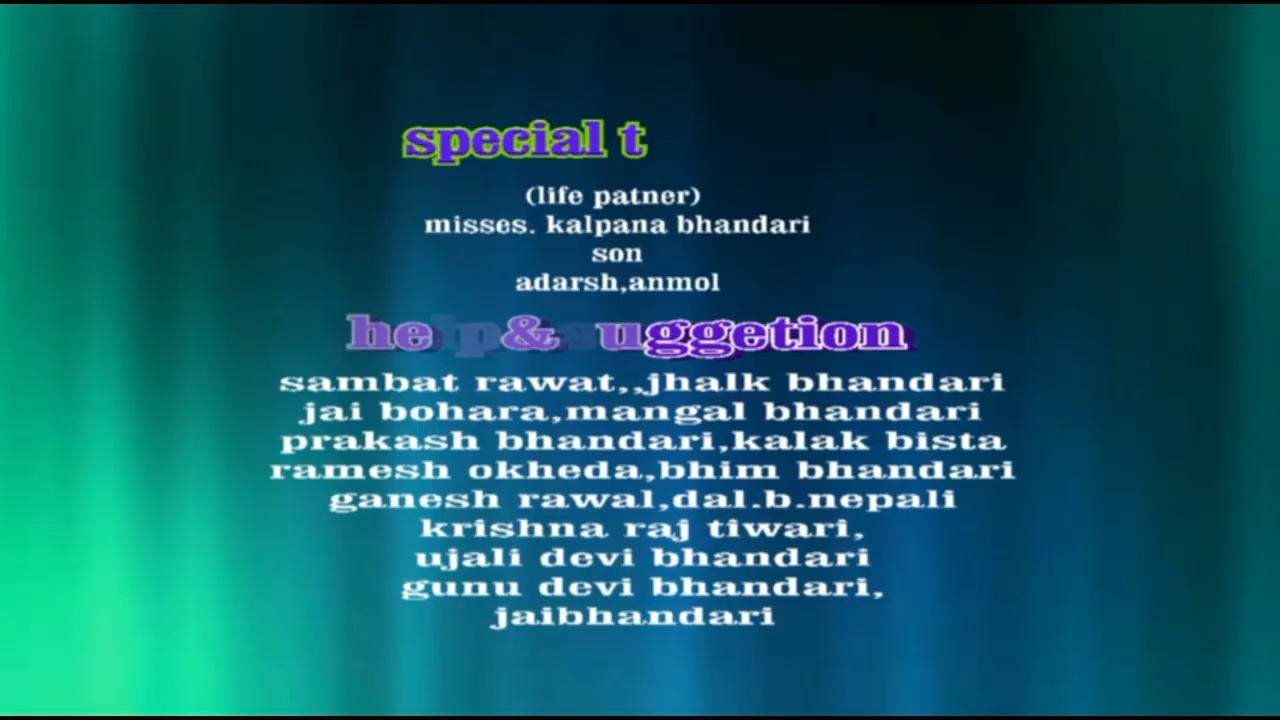 special t
(life patner)
misses. kalpana bhandari
son
adarsh,anmol
help& suggetion
sambat rawat,,jhalk bhandari
jai bohara,mangal bhandari
prakash bhandari,kalak bista
ramesh okheda,bhim bhandari
ganesh rawal,dal.b.nepali
krishna raj tiwari,
ujali devi bhandari
gunu devi bhandari,
jaibhandari